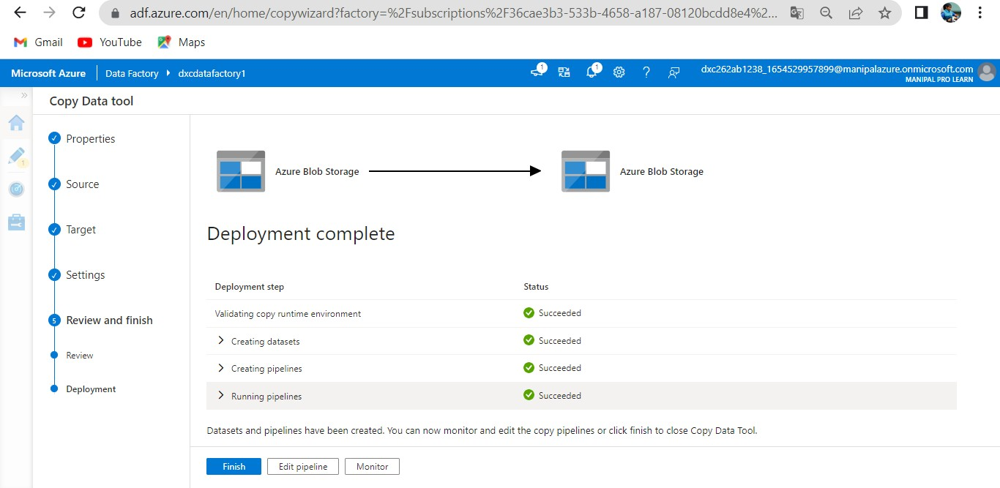 adf.azure.com/en/home/copywizard?factory=%2Fsubscriptions%2F36cae3b3-533b-4658-a187-08120bcdd8e4%2...
Gmail YouTube Maps
Microsoft Azure Data Factory dxcdatafactory1 1 1 dxc262ab1238_1654529957899@manipalazure.onmicrosoft.com
MANIPAL PRO LEARN
» Copy Data tool
Properties
1
Source
Azure Blob Storage Azure Blob Storage
Target
Deployment complete
Settings
Deployment step Status
Validating copy runtime environment Succeeded
5 Review and finish
Creating datasets Succeeded
Review
Creating pipelines Succeeded
Deployment
Running pipelines Succeeded
Datasets and pipelines have been created. You can now monitor and edit the copy pipelines or click finish to close Copy Data Tool.
Finish Edit pipeline Monitor